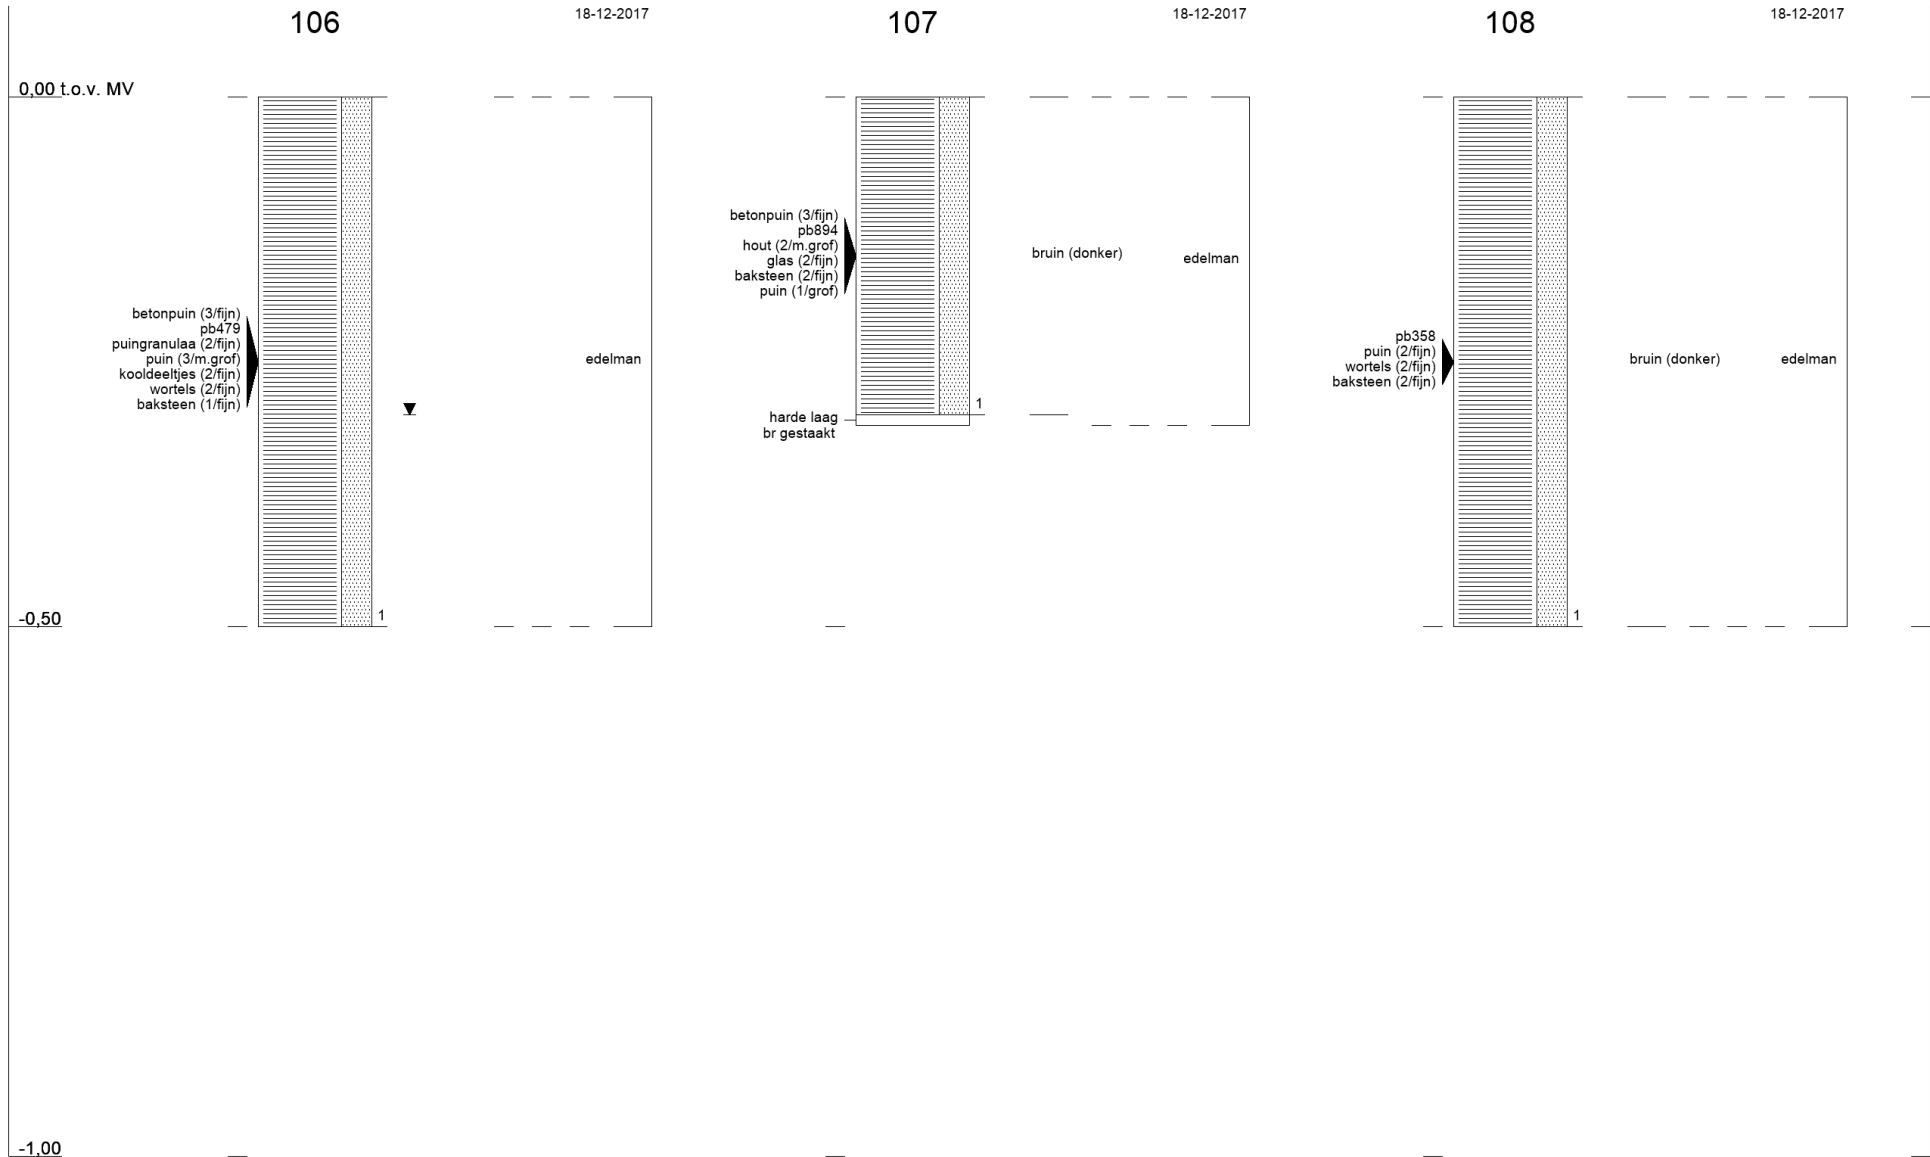 106
18-12-2017
107
18-12-2017
108
18-12-2017
0,00 t.o.v. MV
betonpuin (3/fijn)
pb479
puingranulaa (2/fijn)
puin (3/m.grof)
kooldeeltjes (2/fijn)
wortels (2/fijn)
baksteen (1/fijn)
edelman
1
betonpuin (3/fijn)
pb894
hout (2/m.grof)
glas (2/fijn)
baksteen (2/fijn)
puin (1/grof)
bruin (donker)
edelman
1
harde laag
br gestaakt
pb358
puin (2/fijn)
wortels (2/fijn)
baksteen (2/fijn)
bruin (donker)
edelman
1
-0,50
-1,00